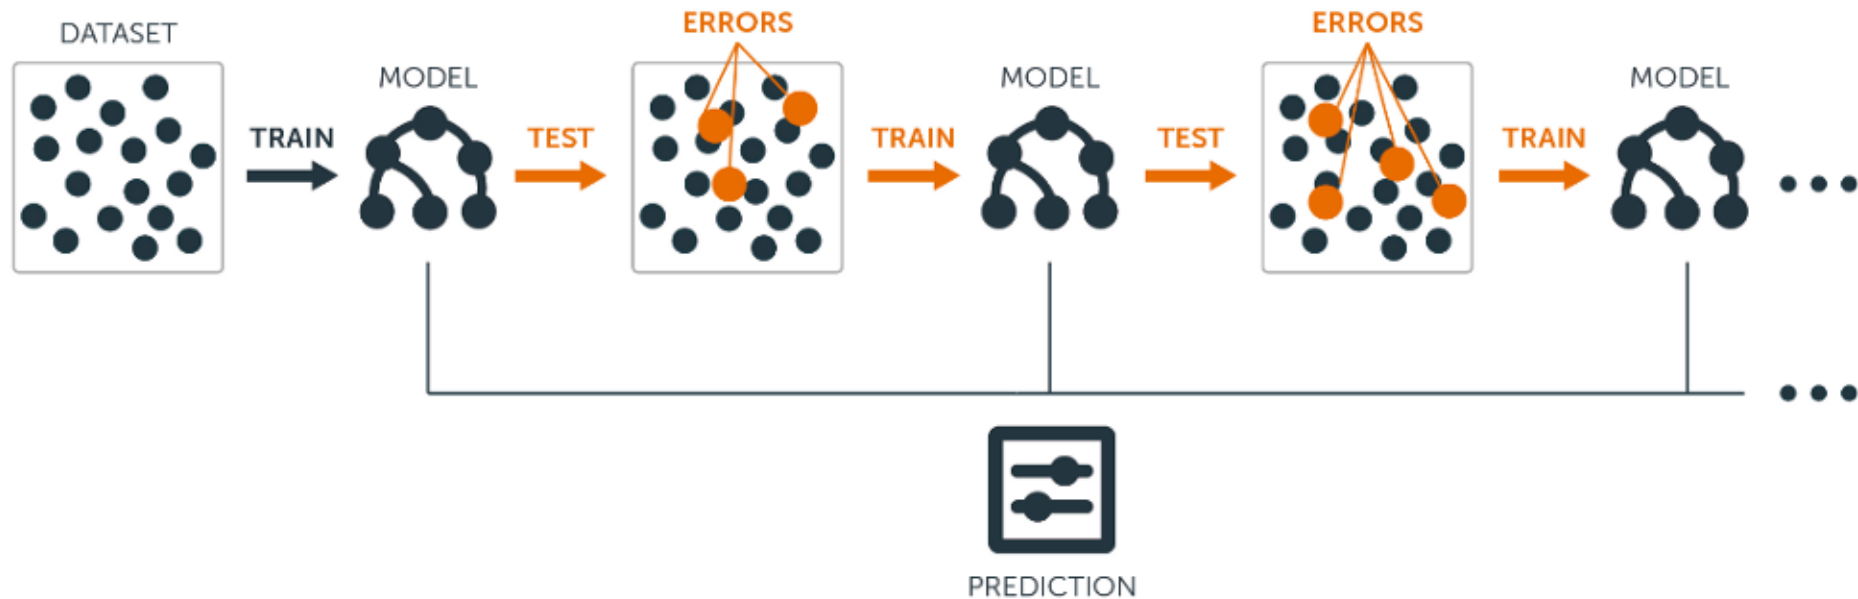 DATASET
MODEL
ERRORS
MODEL
ERRORS
MODEL
TRAIN
TEST
TRAIN
TEST
TRAIN
PREDICTION